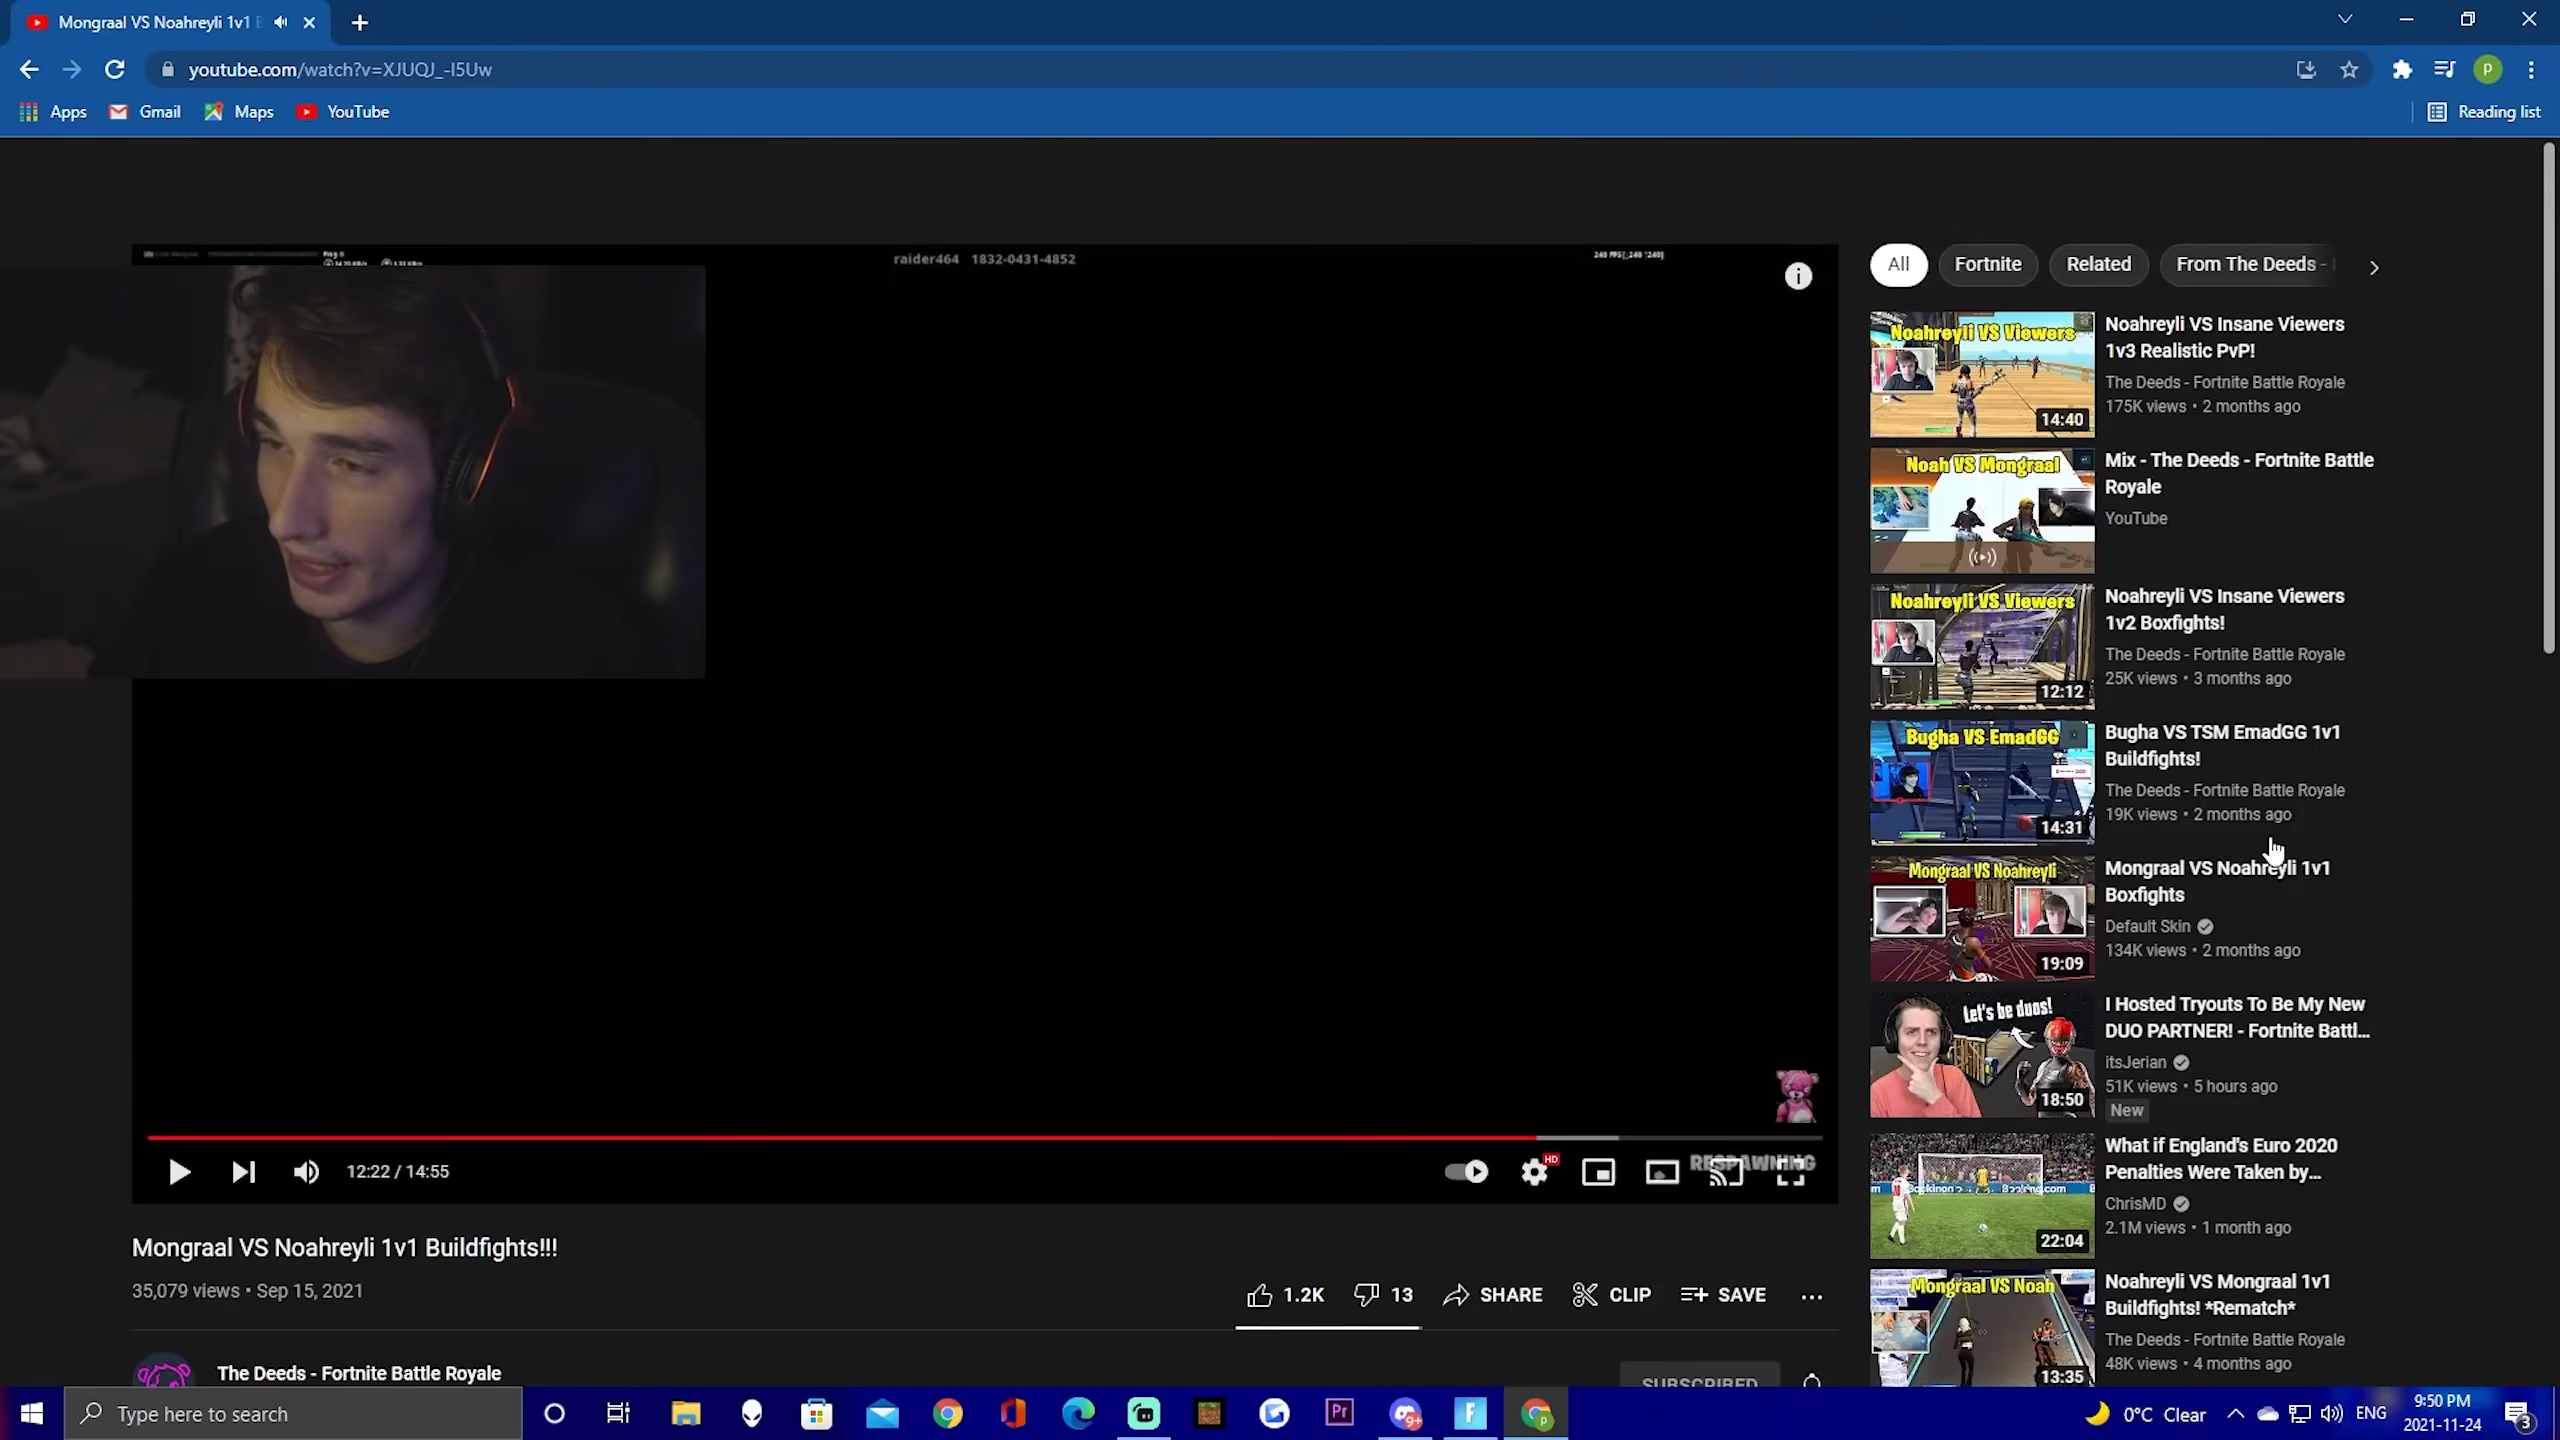 Mongraal VS Noahreyli 1v1
youtube.com/watch?v=XJUQJ_-I5Uw
Apps Gmail Maps YouTube Reading list
raider464 1832-0431-4852
All Fortnite Related From The Deeds -
Noahreyli VS Viewers
14:40
Noahreyli VS Insane Viewers
1v3 Realistic PvP!
The Deeds - Fortnite Battle Royale
175K views • 2 months ago
Noah VS Mongraal
Mix - The Deeds - Fortnite Battle
Royale
YouTube
Noahreyli VS Viewers
12:12
Noahreyli VS Insane Viewers
1v2 Boxfights!
The Deeds - Fortnite Battle Royale
25K views • 3 months ago
Bugha VS EmadGG
14:31
Bugha VS TSM EmadGG 1v1
Buildfights!
The Deeds - Fortnite Battle Royale
19K views • 2 months ago
Mongraal VS Noahreyli
19:09
Mongraal VS Noahreyli 1v1
Boxfights
Default Skin
134K views • 2 months ago
Let's be duos!
18:50
I Hosted Tryouts To Be My New
DUO PARTNER! - Fortnite Battl...
itsJerian
51K views • 5 hours ago
New
22:04
What if England's Euro 2020
Penalties Were Taken by...
ChrisMD
2.1M views • 1 month ago
Mongraal VS Noah
13:35
Noahreyli VS Mongraal 1v1
Buildfights! *Rematch*
The Deeds - Fortnite Battle Royale
48K views • 4 months ago
12:22 / 14:55
HD
RESPAWNING
Mongraal VS Noahreyli 1v1 Buildfights!!!
35,079 views • Sep 15, 2021
1.2K 13 SHARE CLIP SAVE
The Deeds - Fortnite Battle Royale
SUBSCRIBED
Type here to search
Pr
9+
0°C Clear
ENG
9:50 PM
2021-11-24
3